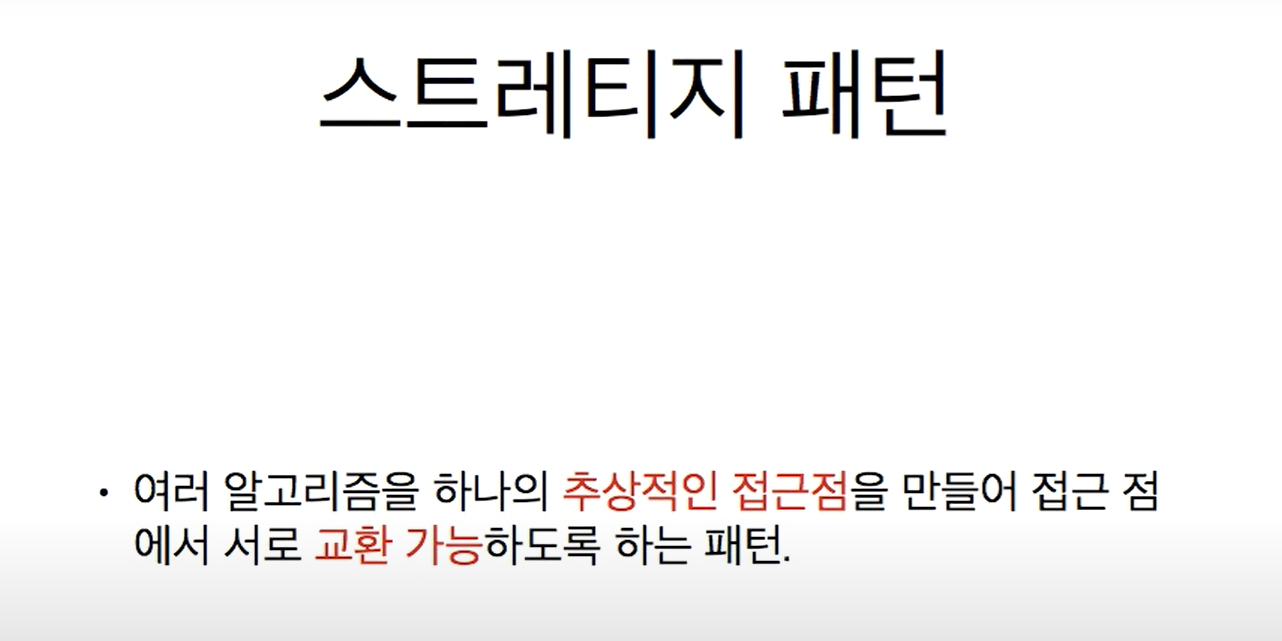 스트레티지 패턴
• 여러 알고리즘을 하나의 추상적인 접근점을 만들어 접근 점
에서 서로 교환 가능하도록 하는 패턴.